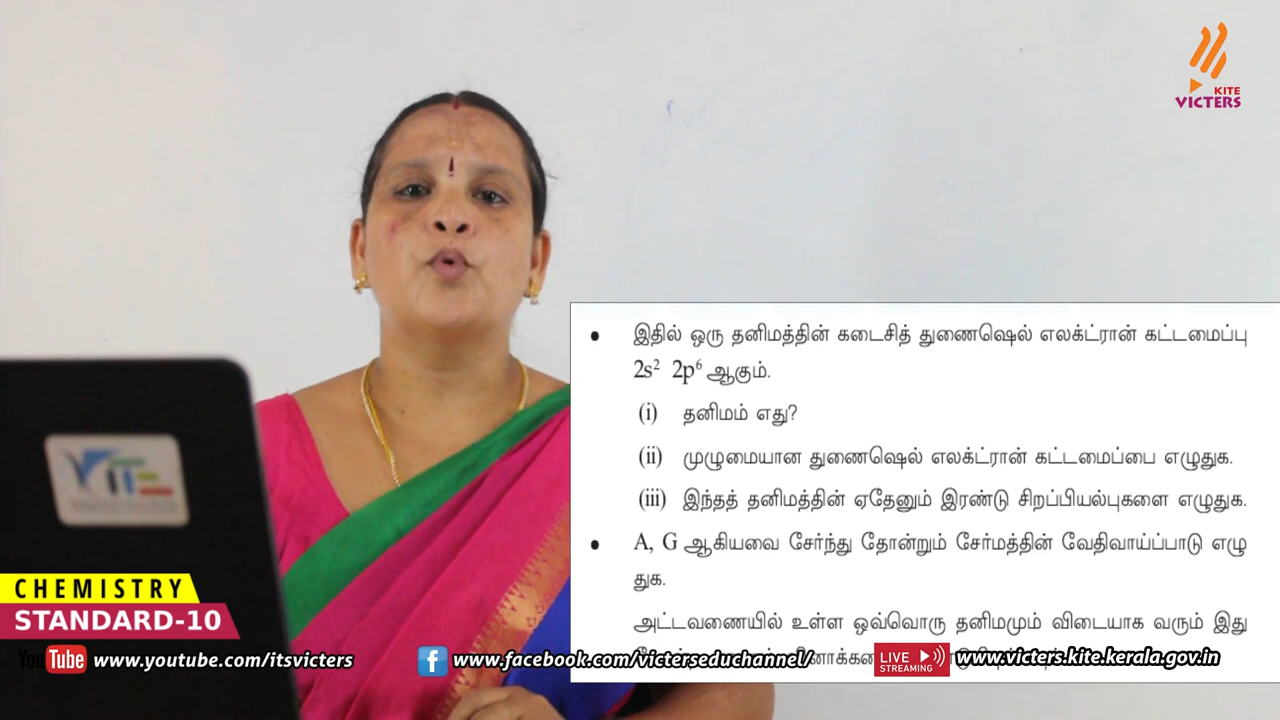 KITE
VICTERS
• இதில் ஒரு தனிமத்தின் கடைசித் துணைஷெல் எலக்ட்ரான் கட்டமைப்பு
2s² 2p⁶ ஆகும்.
(i) தனிமம் எது?
(ii) முழுமையான துணைஷெல் எலக்ட்ரான் கட்டமைப்பை எழுதுக.
(iii) இந்தத் தனிமத்தின் ஏதேனும் இரண்டு சிறப்பியல்புகளை எழுதுக.
• A, G ஆகியவை சேர்ந்து தோன்றும் சேர்மத்தின் வேதிவாய்ப்பாடு எழு
துக.
அட்டவணையில் உள்ள ஒவ்வொரு தனிமமும் விடையாக வரும் இது
CHEMISTRY
STANDARD-10
YouTube www.youtube.com/itsvicters
f www.facebook.com/victerseduchannel/
LIVE STREAMING www.victers.kite.kerala.gov.in